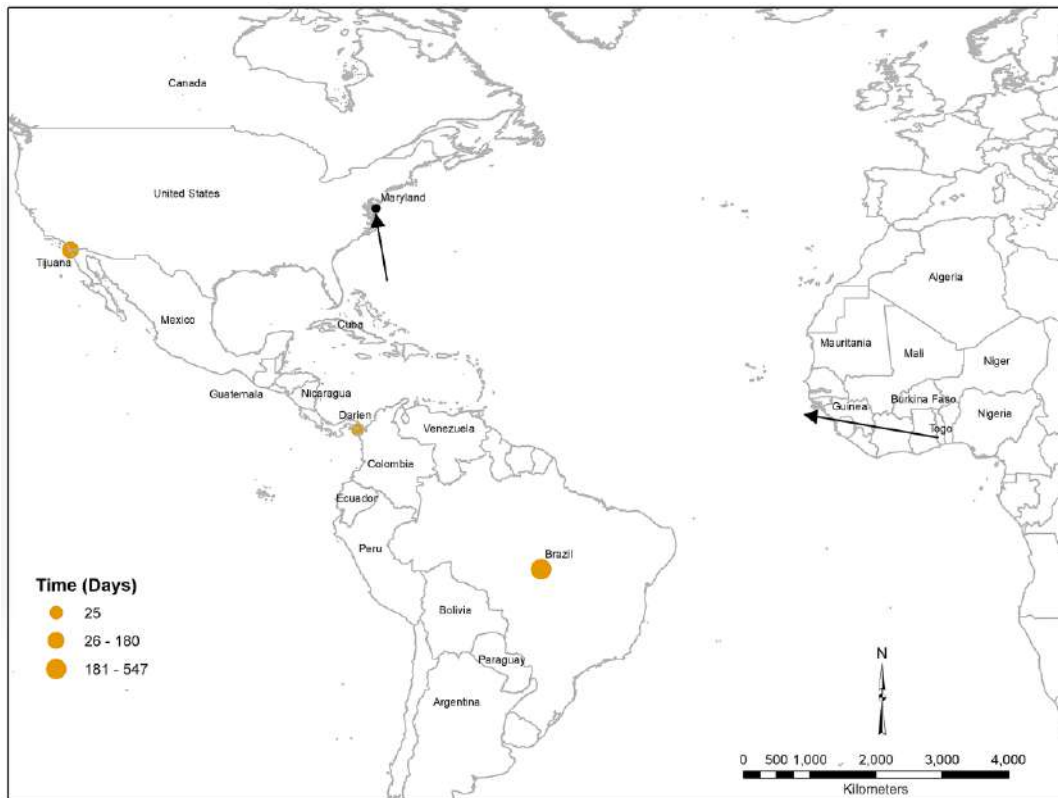 Canada
United States
Maryland
Tijuana
Mexico
Cuba
Guatemala
Nicaragua
Darien
Venezuela
Colombia
Ecuador
Peru
Brazil
Bolivia
Paraguay
Argentina
Algeria
Mauritania
Mali
Niger
Guinea
Burkina Faso
Togo
Nigeria
Time (Days)
25
26 - 180
181 - 547
N
0 500 1,000 2,000 3,000 4,000
Kilometers